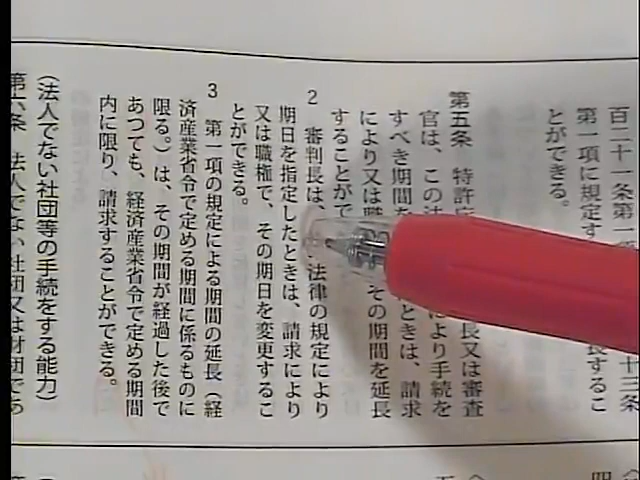 百二十一条第一 十三条
第一項に規定す 長するこ
とができる。
第五条　特許庁 長又は審査
官は、この法 により手続を
すべき期間を ときは、請求
により又は職 その期間を延長
することがで
2　審判長は、 法律の規定により
期日を指定したときは、請求により
又は職権で、その期日を変更するこ
とができる。
3　第一項の規定による期間の延長（経
済産業省令で定める期間に係るものに
限る。）は、その期間が経過した後で
あつても、経済産業省令で定める期間
内に限り、請求することができる。
（法人でない社団等の手続をする能力）
第六条　法人でない社団又は財団であ